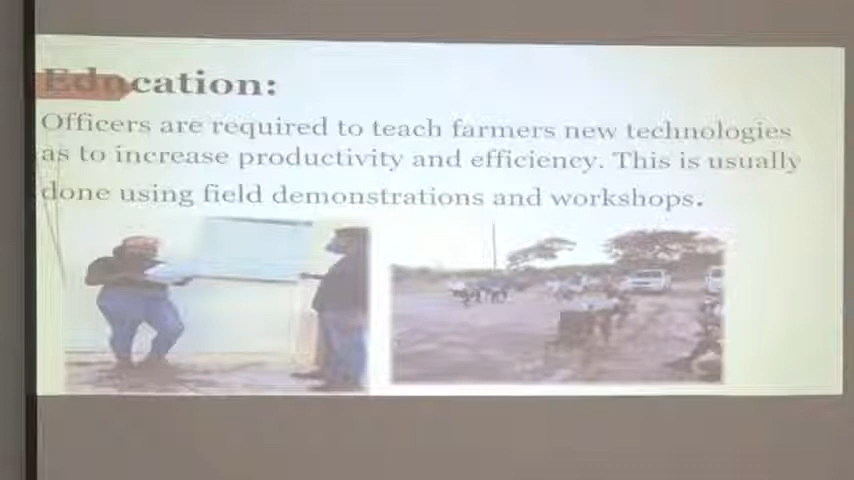 Education:
Officers are required to teach farmers new technologies
as to increase productivity and efficiency. This is usually
done using field demonstrations and workshops.